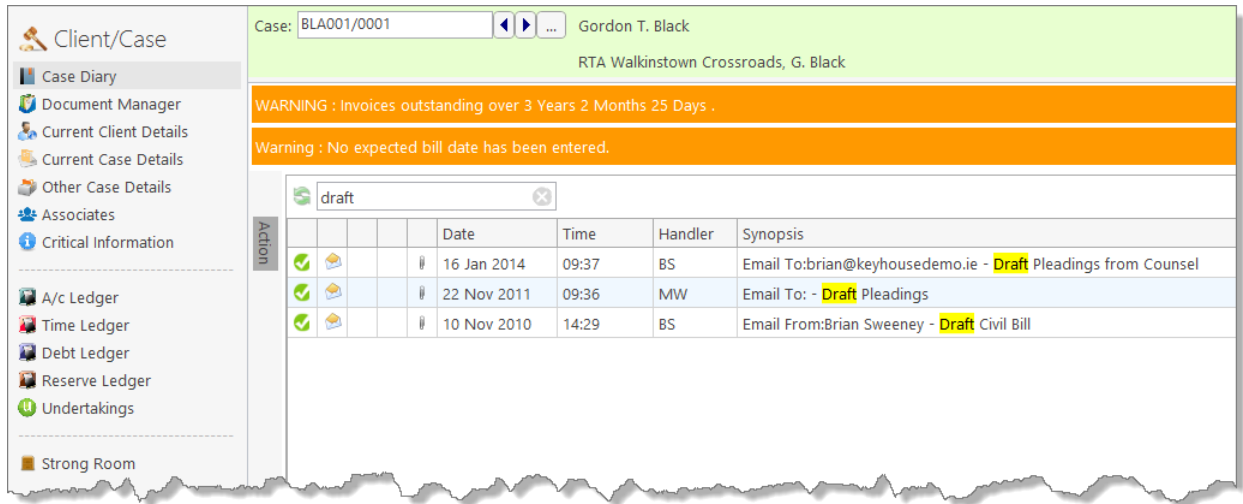 Client/Case
Case Diary
Document Manager
Current Client Details
Current Case Details
Other Case Details
Associates
Critical Information
A/c Ledger
Time Ledger
Debt Ledger
Reserve Ledger
Undertakings
Strong Room
Case: BLA001/0001 ... Gordon T. Black
RTA Walkinstown Crossroads, G. Black
WARNING : Invoices outstanding over 3 Years 2 Months 25 Days .
Warning : No expected bill date has been entered.
Action
draft
Date Time Handler Synopsis
16 Jan 2014 09:37 BS Email To:brian@keyhousedemo.ie - Draft Pleadings from Counsel
22 Nov 2011 09:36 MW Email To: - Draft Pleadings
10 Nov 2010 14:29 BS Email From:Brian Sweeney - Draft Civil Bill